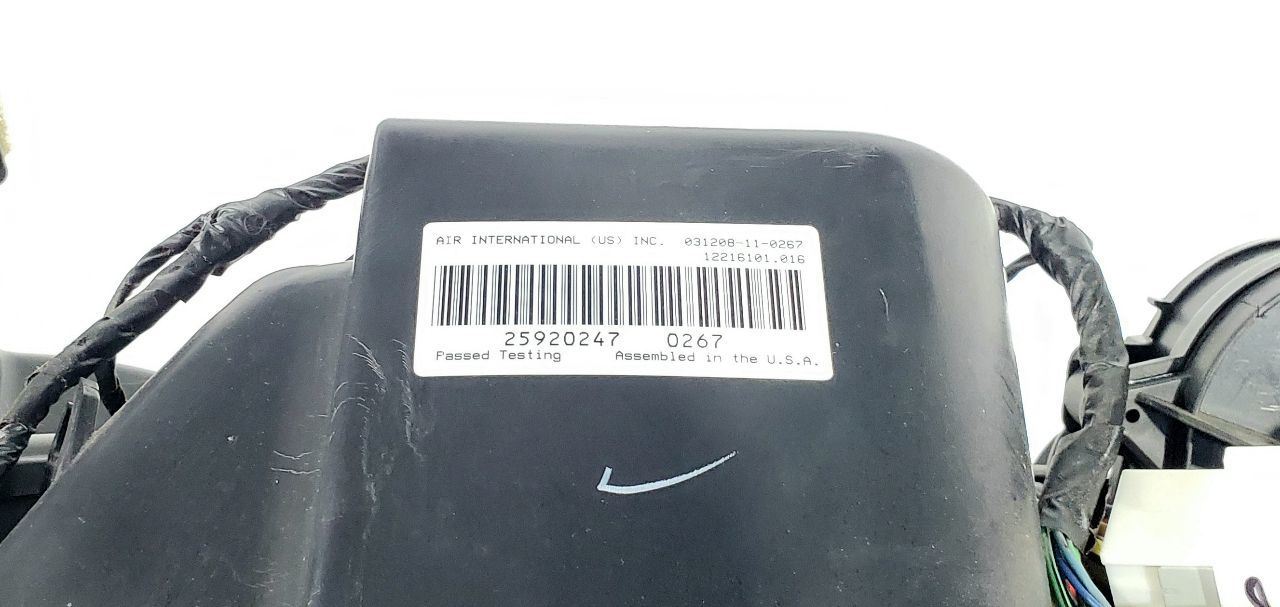 AIR INTERNATIONAL (US) INC. 031208-11-0267
12216101.016
25920247 0267
Passed Testing Assembled in the U.S.A.